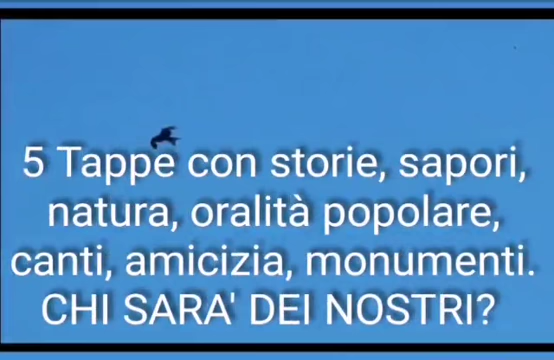 5 Tappe con storie, sapori,
natura, oralità popolare,
canti, amicizia, monumenti.
CHI SARA' DEI NOSTRI?